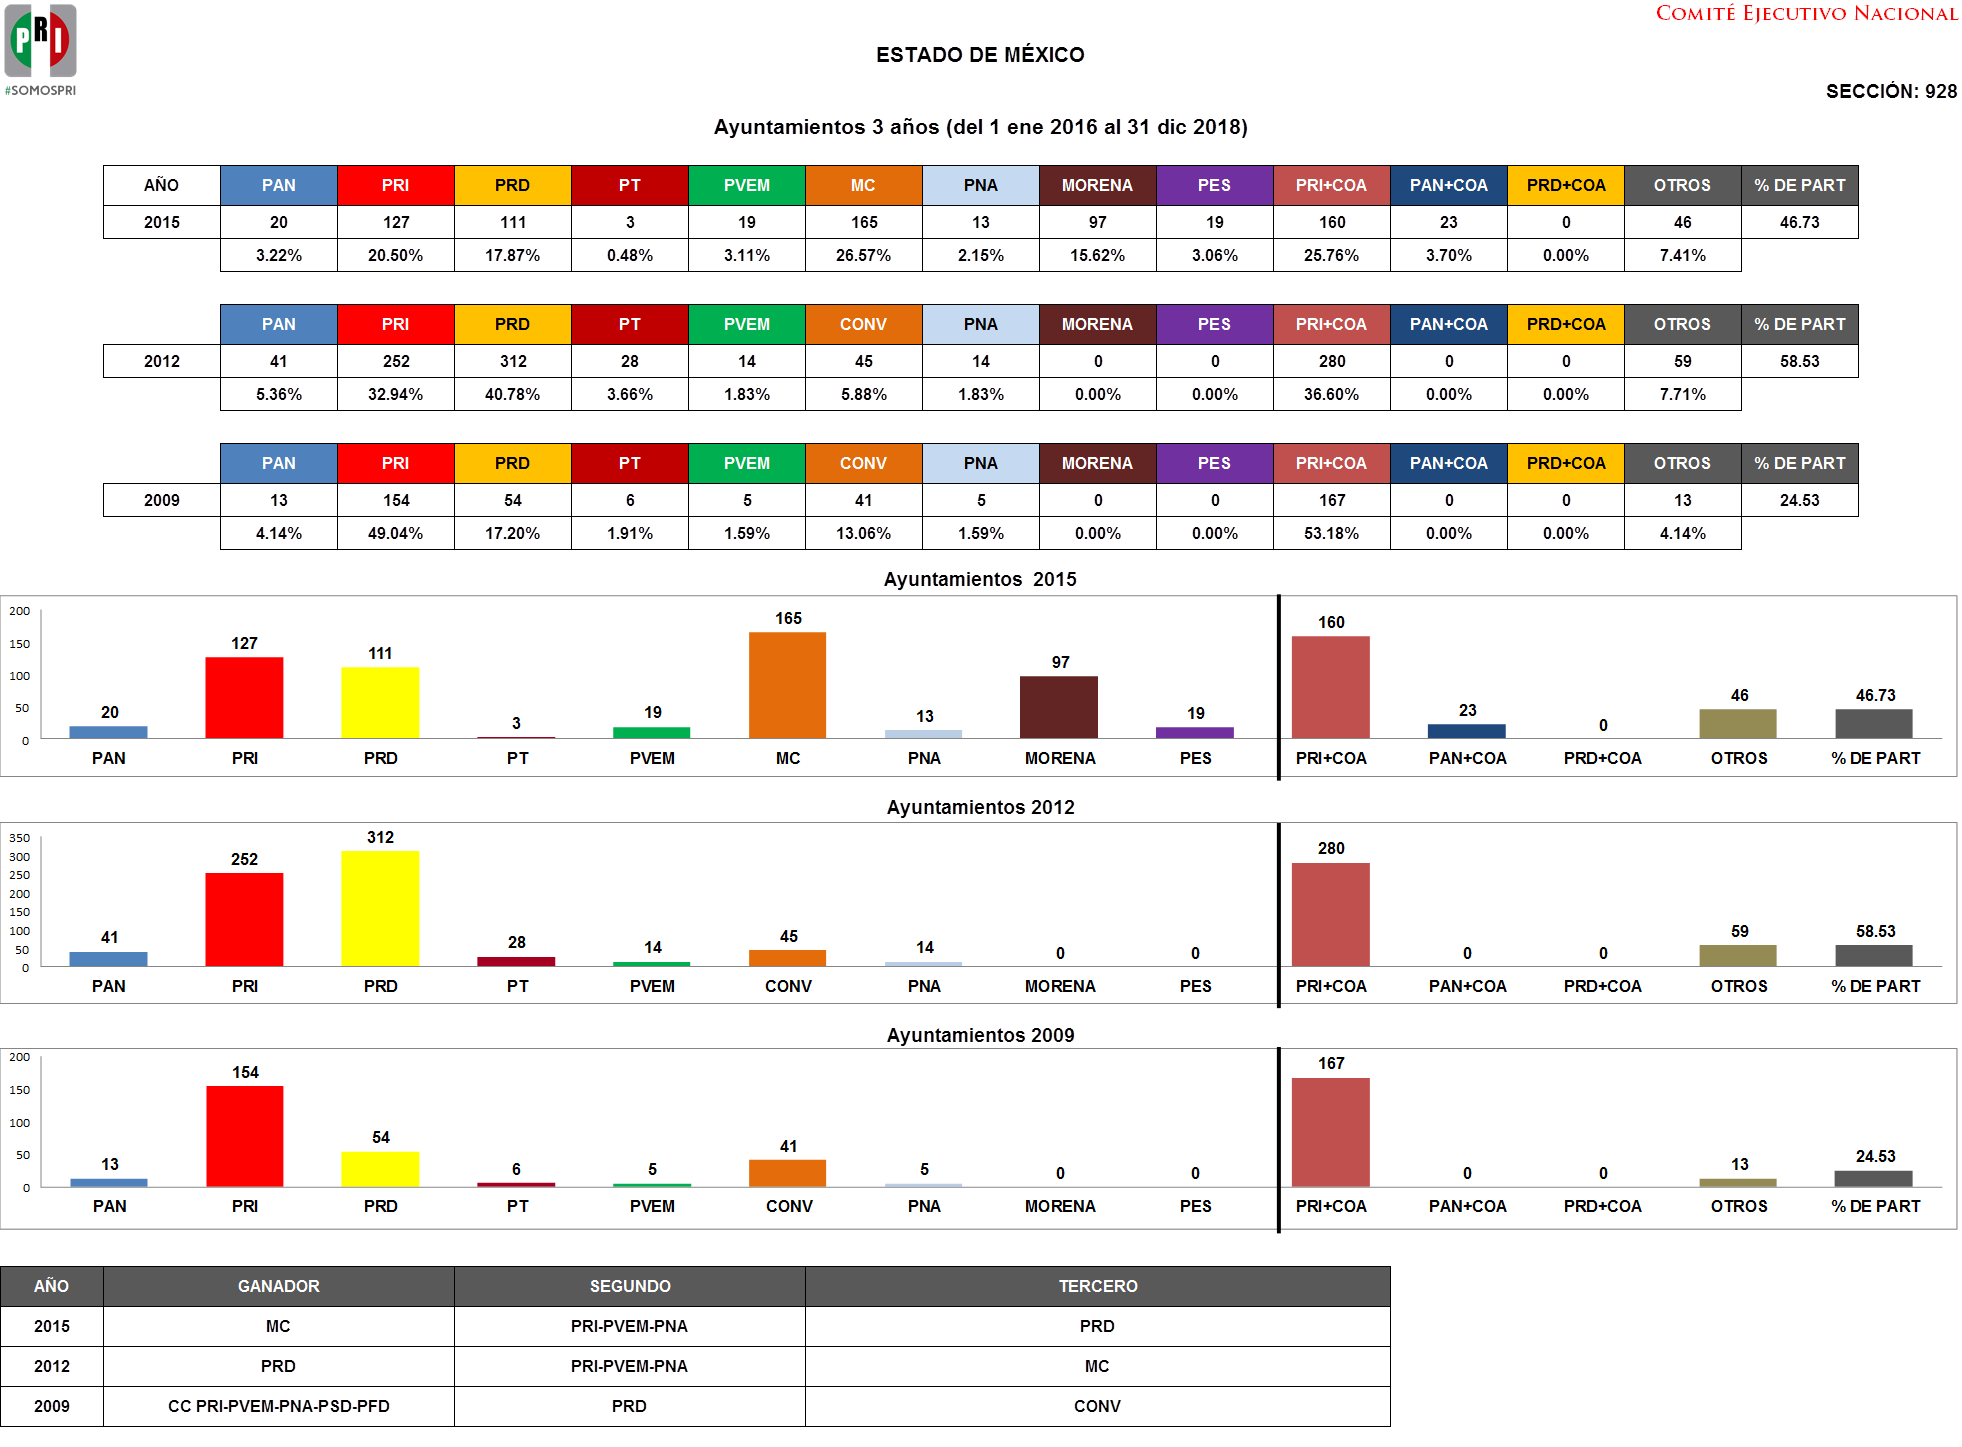 PRI
#SOMOSPRI
COMITÉ EJECUTIVO NACIONAL
ESTADO DE MÉXICO
SECCIÓN: 928
Ayuntamientos 3 años (del 1 ene 2016 al 31 dic 2018)
AÑO PAN PRI PRD PT PVEM MC PNA MORENA PES PRI+COA PAN+COA PRD+COA OTROS % DE PART
2015 20 127 111 3 19 165 13 97 19 160 23 0 46 46.73
3.22% 20.50% 17.87% 0.48% 3.11% 26.57% 2.15% 15.62% 3.06% 25.76% 3.70% 0.00% 7.41%
PAN PRI PRD PT PVEM CONV PNA MORENA PES PRI+COA PAN+COA PRD+COA OTROS % DE PART
2012 41 252 312 28 14 45 14 0 0 280 0 0 59 58.53
5.36% 32.94% 40.78% 3.66% 1.83% 5.88% 1.83% 0.00% 0.00% 36.60% 0.00% 0.00% 7.71%
PAN PRI PRD PT PVEM CONV PNA MORENA PES PRI+COA PAN+COA PRD+COA OTROS % DE PART
2009 13 154 54 6 5 41 5 0 0 167 0 0 13 24.53
4.14% 49.04% 17.20% 1.91% 1.59% 13.06% 1.59% 0.00% 0.00% 53.18% 0.00% 0.00% 4.14%
Ayuntamientos 2015
200
150
100
50
0
20 127 111 3 19 165 13 97 19 160 23 0 46 46.73
PAN PRI PRD PT PVEM MC PNA MORENA PES PRI+COA PAN+COA PRD+COA OTROS % DE PART
Ayuntamientos 2012
350
300
250
200
150
100
50
0
41 252 312 28 14 45 14 0 0 280 0 0 59 58.53
PAN PRI PRD PT PVEM CONV PNA MORENA PES PRI+COA PAN+COA PRD+COA OTROS % DE PART
Ayuntamientos 2009
200
150
100
50
0
13 154 54 6 5 41 5 0 0 167 0 0 13 24.53
PAN PRI PRD PT PVEM CONV PNA MORENA PES PRI+COA PAN+COA PRD+COA OTROS % DE PART
AÑO GANADOR SEGUNDO TERCERO
2015 MC PRI-PVEM-PNA PRD
2012 PRD PRI-PVEM-PNA MC
2009 CC PRI-PVEM-PNA-PSD-PFD PRD CONV